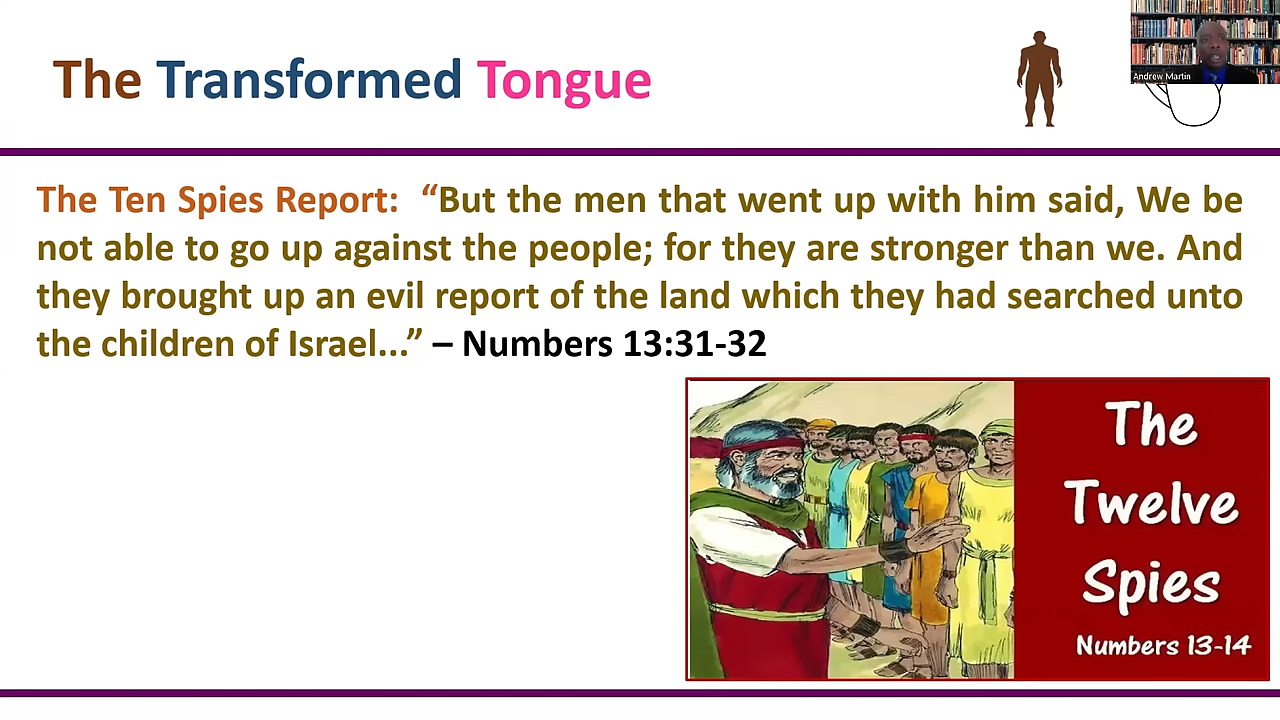 The Transformed Tongue
Andrew Martin
The Ten Spies Report: “But the men that went up with him said, We be
not able to go up against the people; for they are stronger than we. And
they brought up an evil report of the land which they had searched unto
the children of Israel...” – Numbers 13:31-32
The
Twelve
Spies
Numbers 13-14